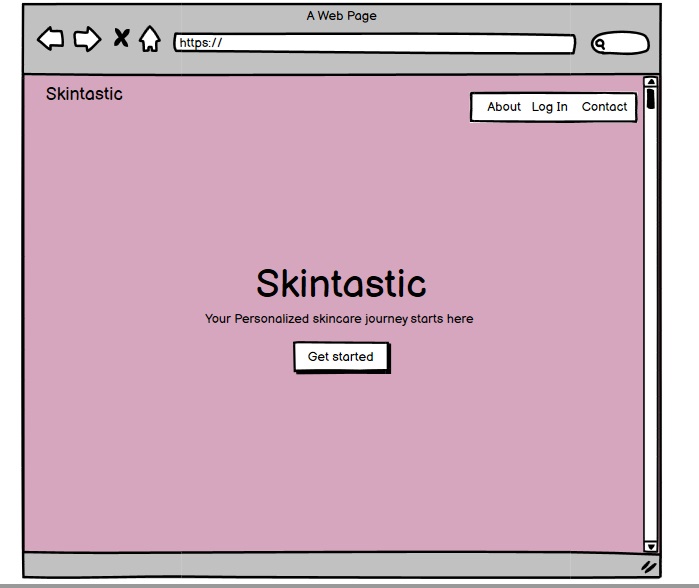 A Web Page
https://
Skintastic
About Log In Contact
Skintastic
Your Personalized skincare journey starts here
Get started